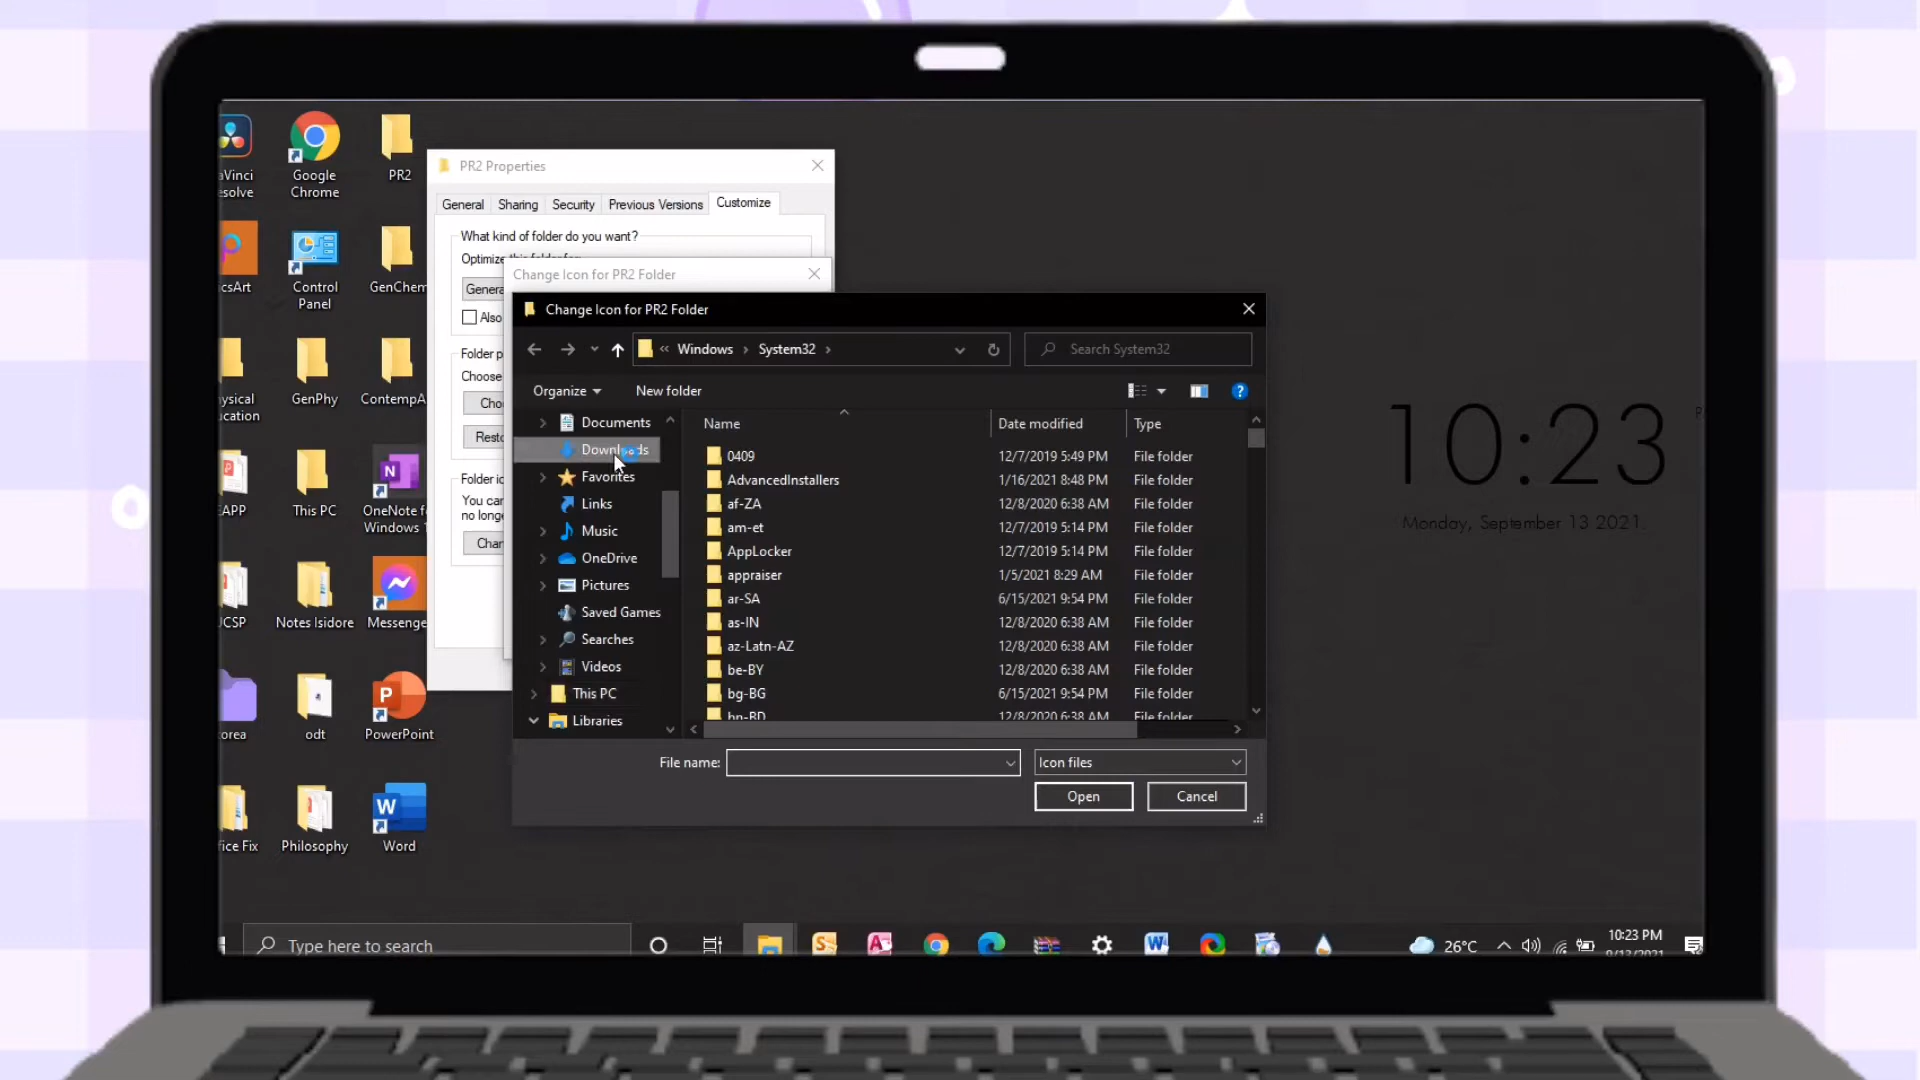 aVinci
esolve
Google
Chrome
PR2
csArt
Control
Panel
GenChem
ysical
ucation
GenPhy
ContempA
EAPP
This PC
OneNote f
Windows 1
UCSP
Notes Isidore
Messenge
orea
odt
PowerPoint
ice Fix
Philosophy
Word
PR2 Properties
General
Sharing
Security
Previous Versions
Customize
What kind of folder do you want?
Optimize this folder for:
Genera
Also
Folder p
Choose
Cho
Resto
Folder ic
You can
no longe
Chan
Change Icon for PR2 Folder
Change Icon for PR2 Folder
« Windows › System32 ›
Search System32
Organize
New folder
Documents
Downloads
Favorites
Links
Music
OneDrive
Pictures
Saved Games
Searches
Videos
This PC
Libraries
Name Date modified Type
0409 12/7/2019 5:49 PM File folder
AdvancedInstallers 1/16/2021 8:48 PM File folder
af-ZA 12/8/2020 6:38 AM File folder
am-et 12/7/2019 5:14 PM File folder
AppLocker 12/7/2019 5:14 PM File folder
appraiser 1/5/2021 8:29 AM File folder
ar-SA 6/15/2021 9:54 PM File folder
as-IN 12/8/2020 6:38 AM File folder
az-Latn-AZ 12/8/2020 6:38 AM File folder
be-BY 12/8/2020 6:38 AM File folder
bg-BG 6/15/2021 9:54 PM File folder
bn-BD 12/8/2020 6:38 AM File folder
File name:
Icon files
Open
Cancel
10:23
Monday, September 13 2021.
Type here to search
26°C
10:23 PM
9/13/2021